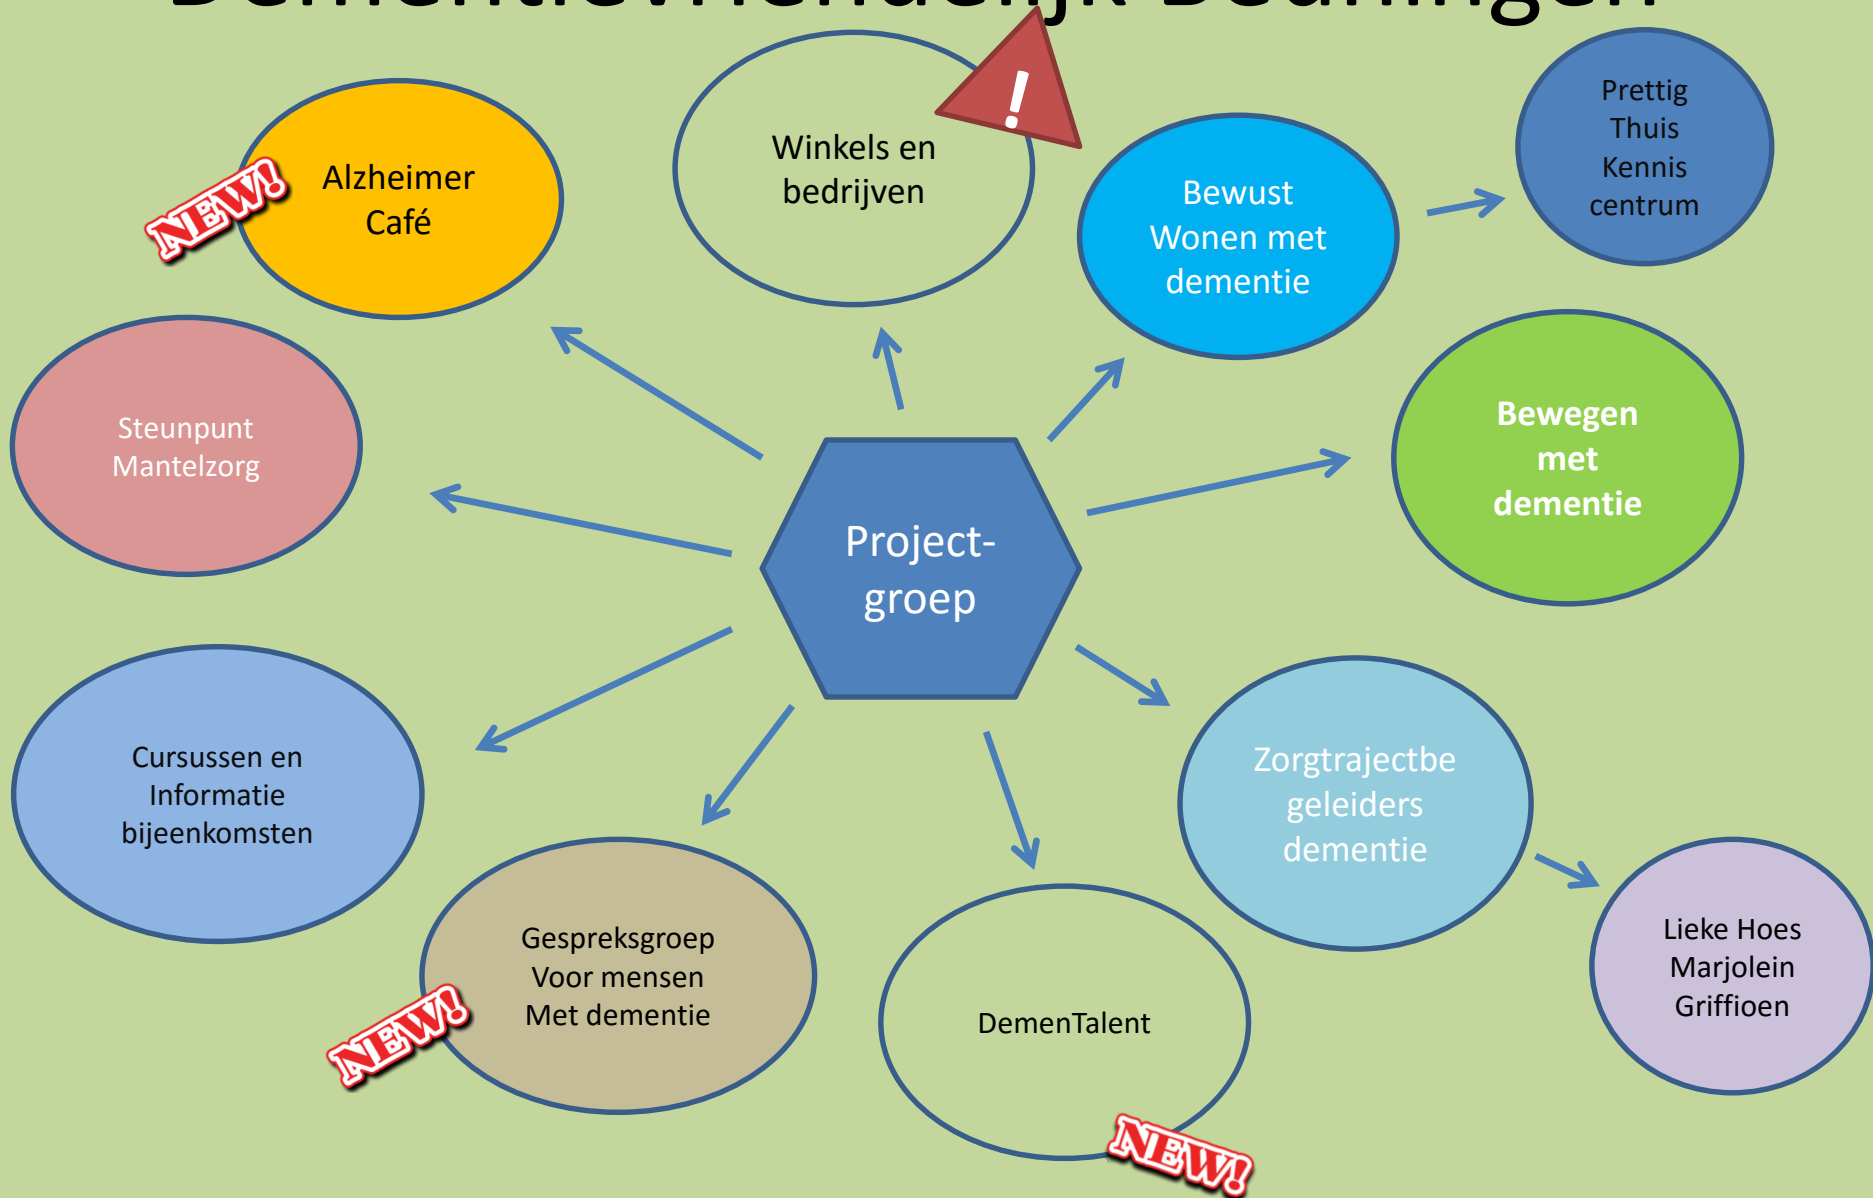 Dementievriendelijk Beuningen
!
Prettig
Thuis
Kennis
centrum
Winkels en
bedrijven
Alzheimer
Café
NEW!
Bewust
Wonen met
dementie
Steunpunt
Mantelzorg
Bewegen
met
dementie
Project-
groep
Cursussen en
Informatie
bijeenkomsten
Zorgtrajectbe
geleiders
dementie
Gespreksgroep
Voor mensen
Met dementie
NEW!
DemenTalent
NEW!
Lieke Hoes
Marjolein
Griffioen